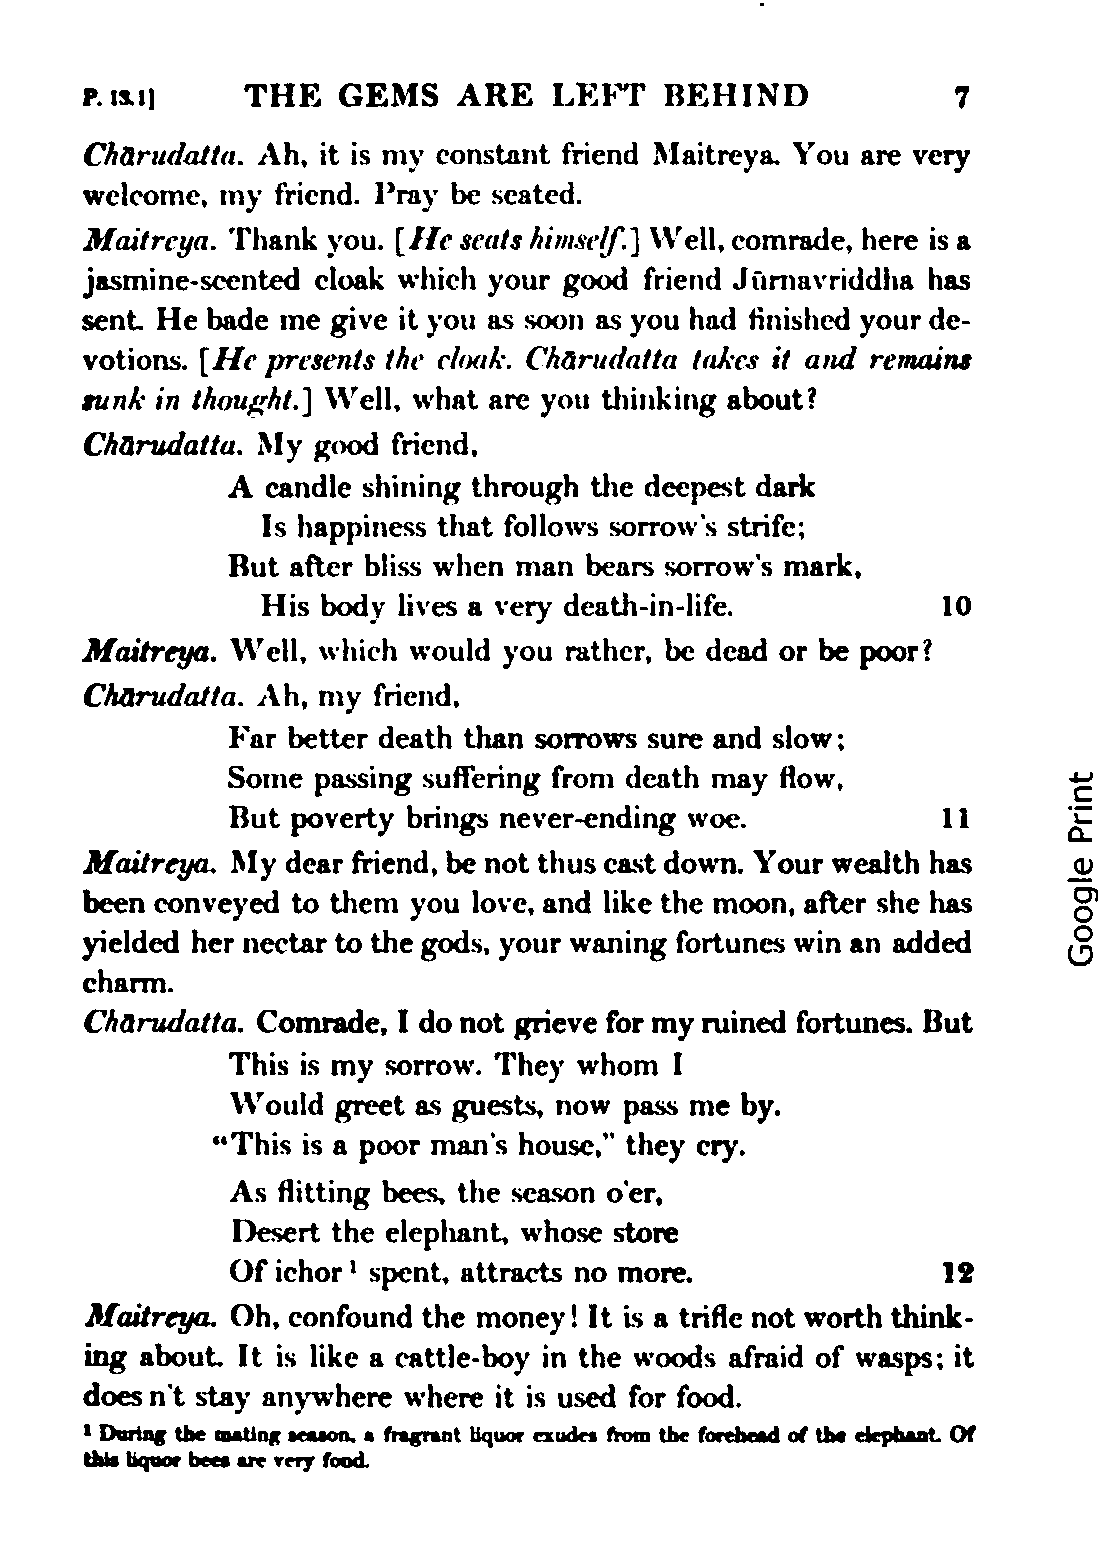 P. 13.1] THE GEMS ARE LEFT BEHIND 7
Chārudatta. Ah, it is my constant friend Maitreya. You are very
welcome, my friend. Pray be seated.
Maitreya. Thank you. [He seats himself.] Well, comrade, here is a
jasmine-scented cloak which your good friend Jūrnavriddha has
sent. He bade me give it you as soon as you had finished your de-
votions. [He presents the cloak. Chārudatta takes it and remains
sunk in thought.] Well, what are you thinking about?
Chārudatta. My good friend,
A candle shining through the deepest dark
Is happiness that follows sorrow's strife;
But after bliss when man bears sorrow's mark,
His body lives a very death-in-life. 10
Maitreya. Well, which would you rather, be dead or be poor?
Chārudatta. Ah, my friend,
Far better death than sorrows sure and slow;
Some passing suffering from death may flow,
But poverty brings never-ending woe. 11
Maitreya. My dear friend, be not thus cast down. Your wealth has
been conveyed to them you love, and like the moon, after she has
yielded her nectar to the gods, your waning fortunes win an added
charm.
Chārudatta. Comrade, I do not grieve for my ruined fortunes. But
This is my sorrow. They whom I
Would greet as guests, now pass me by.
"This is a poor man's house," they cry.
As flitting bees, the season o'er,
Desert the elephant, whose store
Of ichor ¹ spent, attracts no more. 12
Maitreya. Oh, confound the money! It is a trifle not worth think-
ing about. It is like a cattle-boy in the woods afraid of wasps; it
does n't stay anywhere where it is used for food.
¹ During the mating season, a fragrant liquor exudes from the forehead of the elephant. Of
this liquor bees are very fond.
Google Print